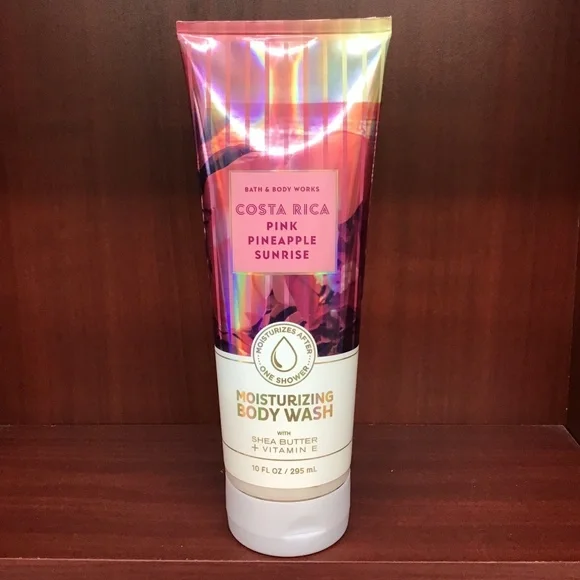 BATH & BODY WORKS
COSTA RICA
PINK
PINEAPPLE
SUNRISE
MOISTURIZES AFTER
ONE SHOWER
MOISTURIZING
BODY WASH
WITH
SHEA BUTTER
+ VITAMIN E
10 FL OZ / 295 mL